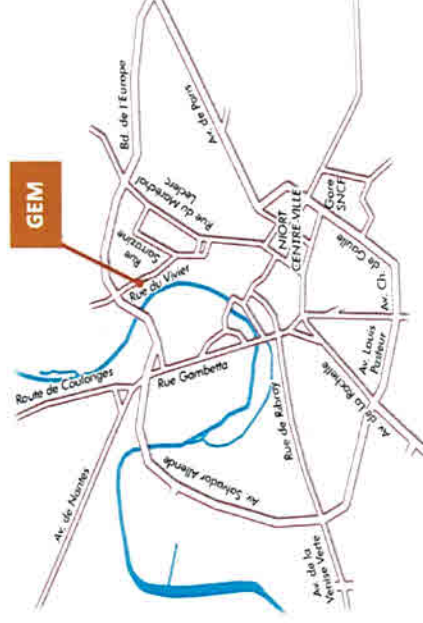 GEM
Bd. de l'Europe
Av. de Paris
Rue du Maréchal
Leclerc
Rue
Sarrazine
Rue du Vivier
Route de Coulonges
Av. de Nantes
Rue Gambetta
NIORT
CENTRE-VILLE
Gare
SNCF
Av. Ch.
de Gaulle
Av. Louis
Pasteur
Av. de La Rochelle
Rue de Ribray
Av. Salvador Allende
Av. de la
Venise Verte